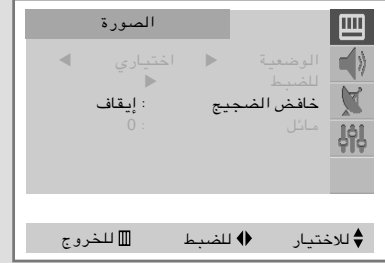 الصورة
الوضعية ◀ اختياري ▶
للضبط ◀
خافض الضجيج : إيقاف
مائل : 0
للاختيار للضبط للخروج